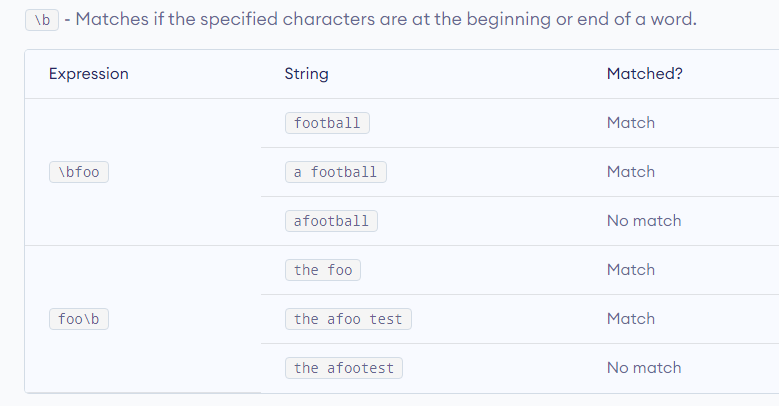 \b - Matches if the specified characters are at the beginning or end of a word.
Expression String Matched?
football Match
\bfoo a football Match
afootball No match
the foo Match
foo\b the afoo test Match
the afootest No match